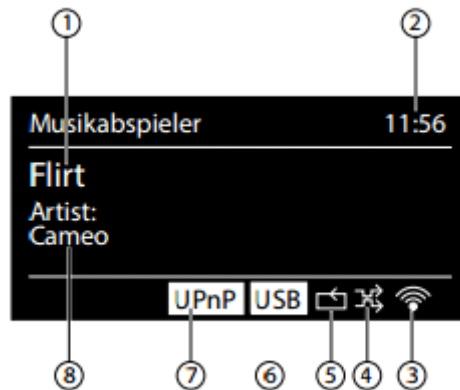 ① ②
Musikabspieler 11:56
Flirt
Artist:
Cameo
UPnP USB
⑧ ⑦ ⑥ ⑤ ④ ③